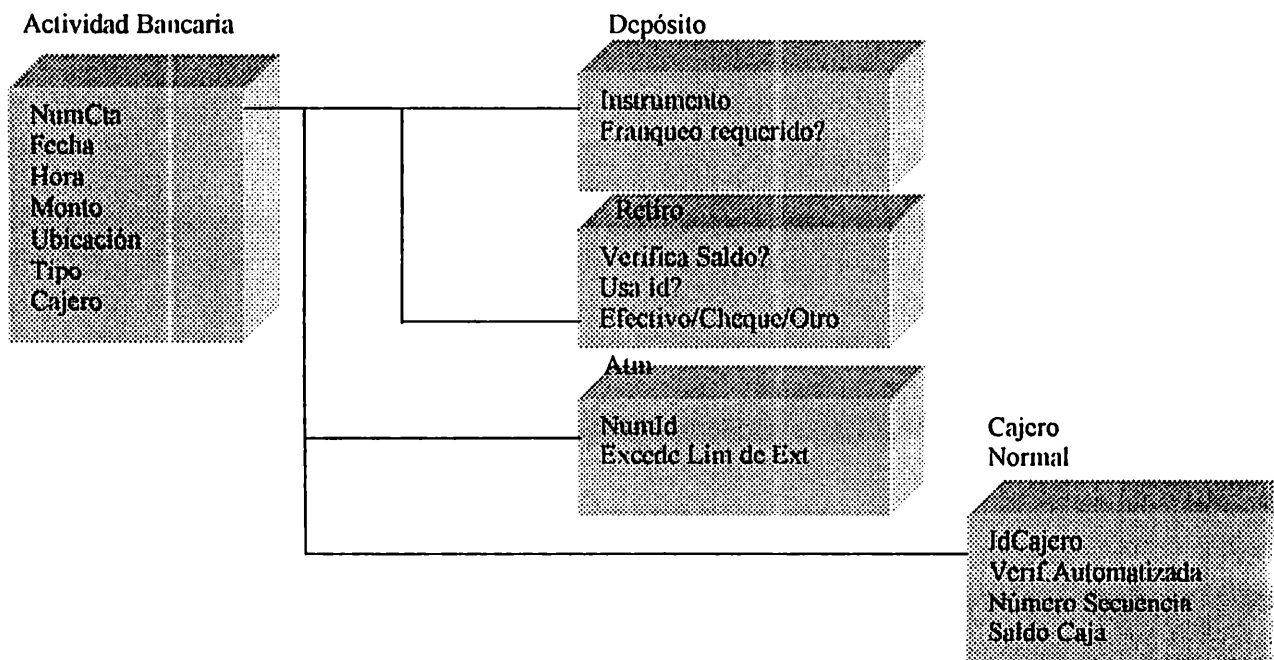 Actividad Bancaria
NumCta
Fecha
Hora
Monto
Ubicación
Tipo
Cajero
Depósito
Instrumento
Franqueo requerido?
Retiro
Verifica Saldo?
Usa id?
Efectivo/Cheque/Otro
Atm
NumId
Excede Lim de Ext
Cajero
Normal
IdCajero
Verif.Automatizada
Número Secuencia
Saldo Caja